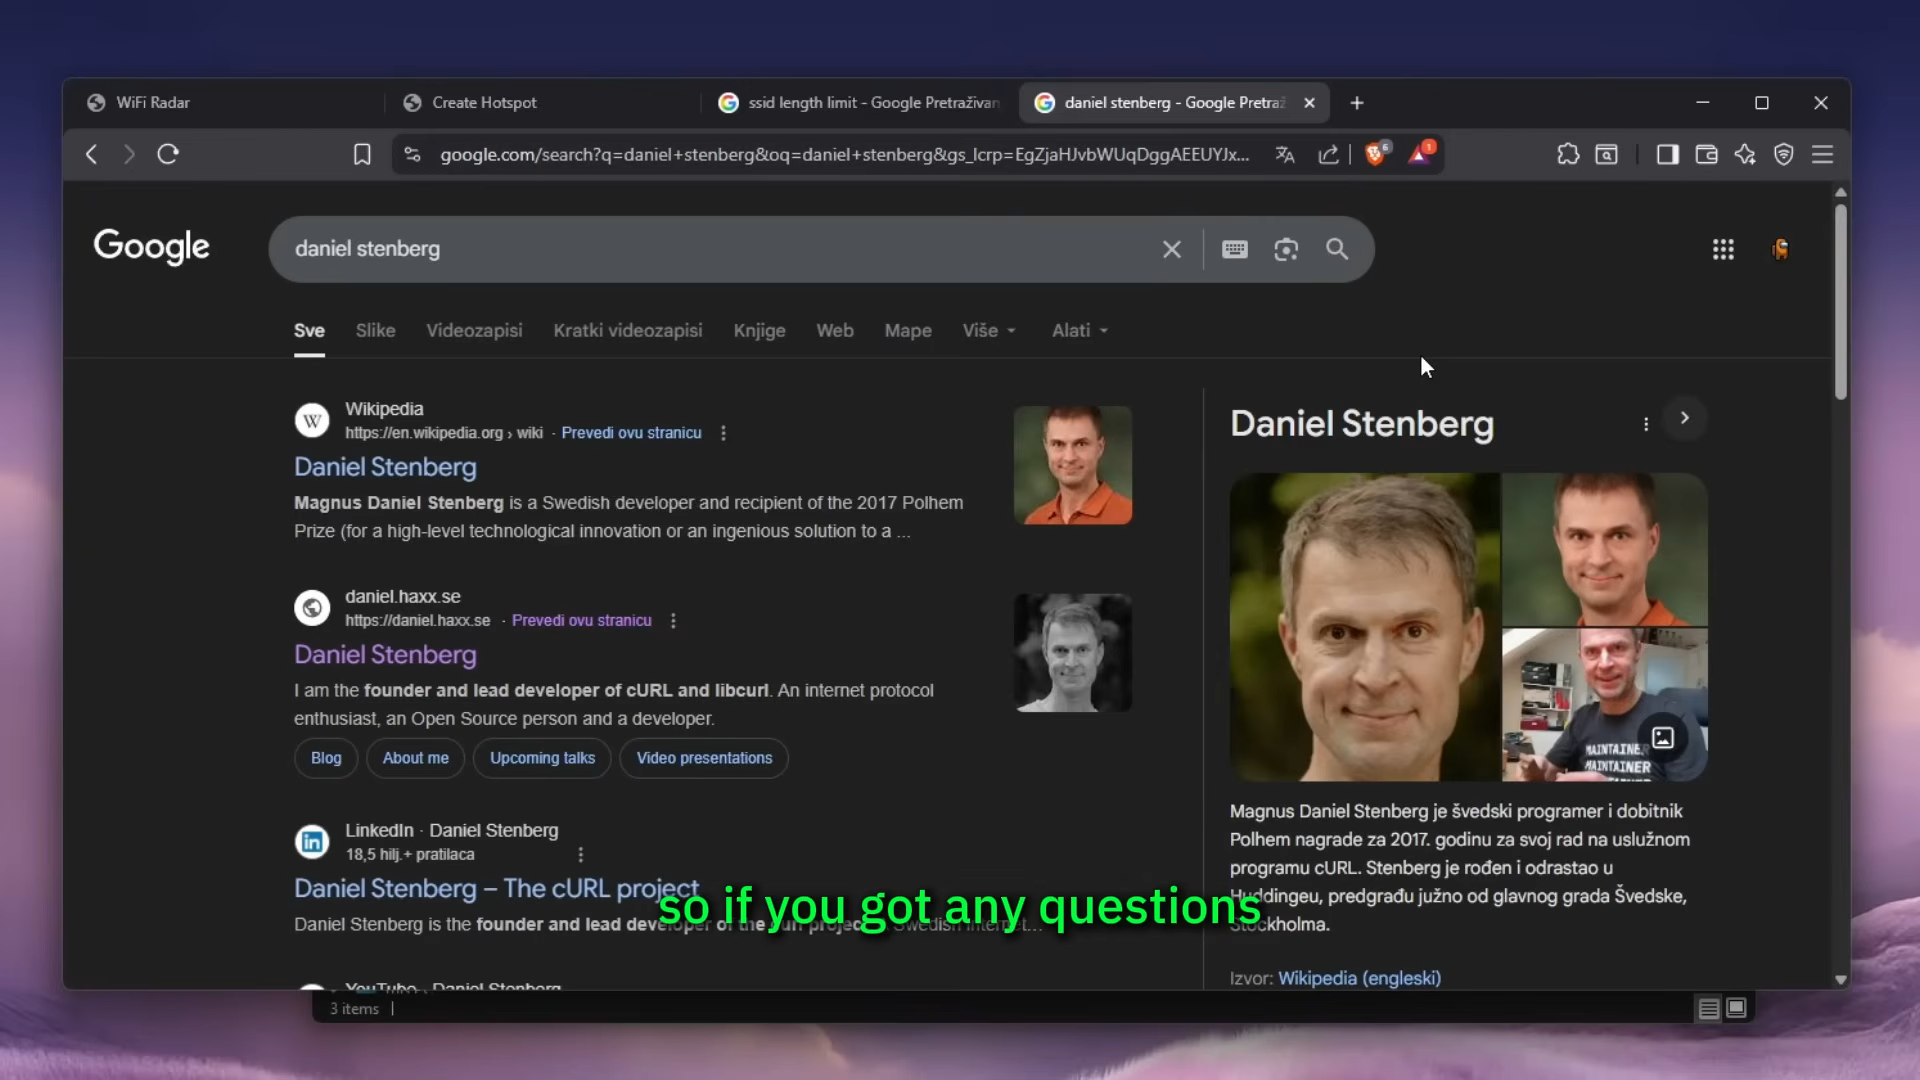 WiFi Radar
Create Hotspot
ssid length limit - Google Pretraživan
daniel stenberg - Google Pretraž
google.com/search?q=daniel+stenberg&oq=daniel+stenberg&gs_lcrp=EgZjaHJvbWUqDggAEEUYJx...
6
1
Google
daniel stenberg
Sve
Slike
Videozapisi
Kratki videozapisi
Knjige
Web
Mape
Više
Alati
W
Wikipedia
https://en.wikipedia.org › wiki · Prevedi ovu stranicu
Daniel Stenberg
Magnus Daniel Stenberg is a Swedish developer and recipient of the 2017 Polhem
Prize (for a high-level technological innovation or an ingenious solution to a ...
daniel.haxx.se
https://daniel.haxx.se · Prevedi ovu stranicu
Daniel Stenberg
I am the founder and lead developer of cURL and libcurl. An internet protocol
enthusiast, an Open Source person and a developer.
Blog
About me
Upcoming talks
Video presentations
in
LinkedIn · Daniel Stenberg
18,5 hilj.+ pratilaca
Daniel Stenberg – The cURL project
Daniel Stenberg is the founder and lead
YouTube · Daniel Stenberg
Daniel Stenberg
MAINTAINER
MAINTAINER
MAINTAINER
Magnus Daniel Stenberg je švedski programer i dobitnik
Polhem nagrade za 2017. godinu za svoj rad na uslužnom
programu cURL. Stenberg je rođen i odrastao u
Huddingeu, predgrađu južno od glavnog grada Švedske,
Stockholma.
Izvor: Wikipedia (engleski)
so if you got any questions
3 items